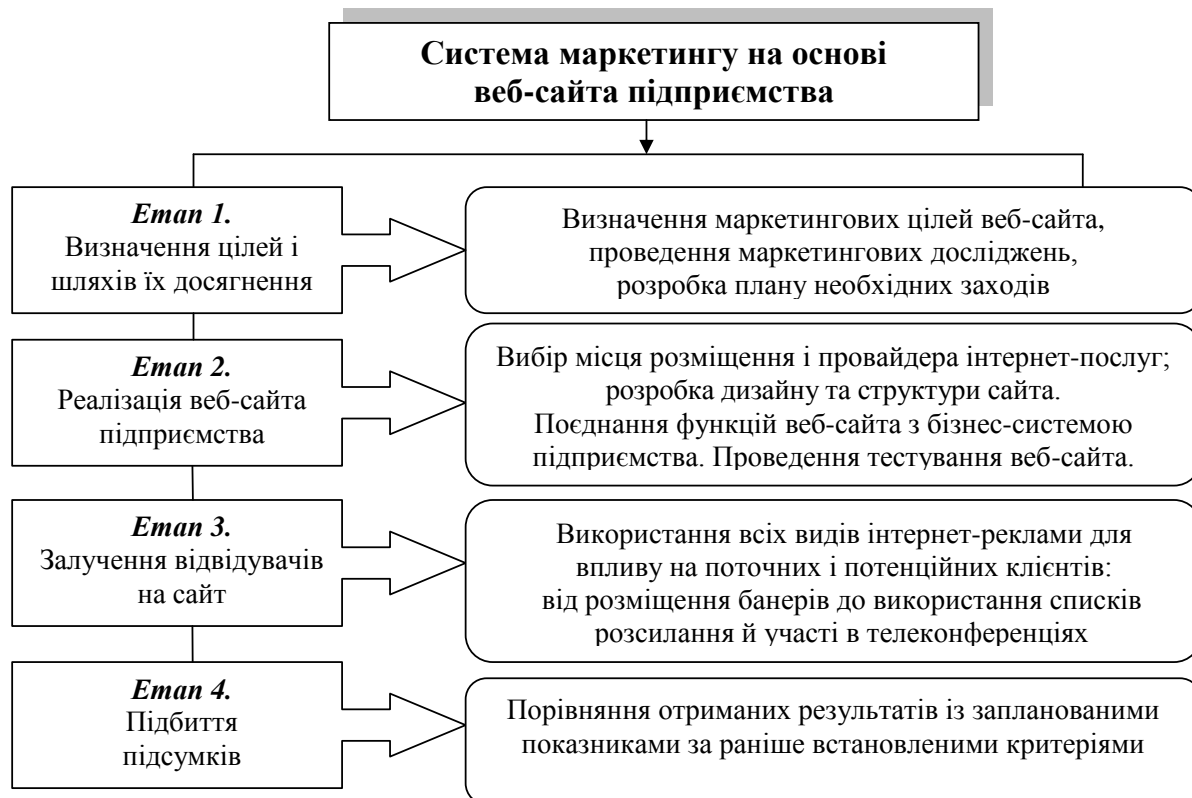 Система маркетингу на основі
веб-сайта підприємства
Етап 1.
Визначення цілей і
шляхів їх досягнення
Визначення маркетингових цілей веб-сайта,
проведення маркетингових досліджень,
розробка плану необхідних заходів
Етап 2.
Реалізація веб-сайта
підприємства
Вибір місця розміщення і провайдера інтернет-послуг;
розробка дизайну та структури сайта.
Поєднання функцій веб-сайта з бізнес-системою
підприємства. Проведення тестування веб-сайта.
Етап 3.
Залучення відвідувачів
на сайт
Використання всіх видів інтернет-реклами для
впливу на поточних і потенційних клієнтів:
від розміщення банерів до використання списків
розсилання й участі в телеконференціях
Етап 4.
Підбиття
підсумків
Порівняння отриманих результатів із запланованими
показниками за раніше встановленими критеріями